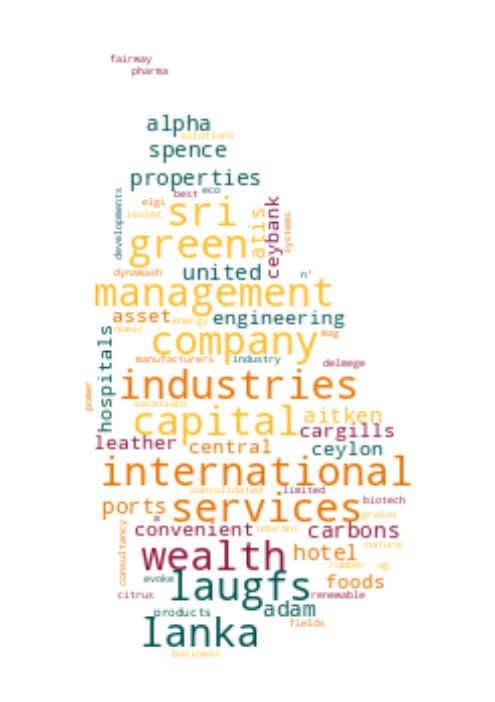 fairway
pharma
alpha
solutions
spence
properties
best eco
developments
elgi
isoler
sri
atis
ceybank
systems
green
united n'
dynawash
management
asset energy engineering
nomic
company mag
hospitals
manufacturers industry delmege
power
industries
vacations
capital aitken
cargills
leather central ceylon
international
consolidated limited
ports services biotech
grains
m
convenient noorani carbons
consultancy
wealth hotel nature
rubber ag
evoke laugfs foods
citrus renewable
products adam
fields
lanka
business